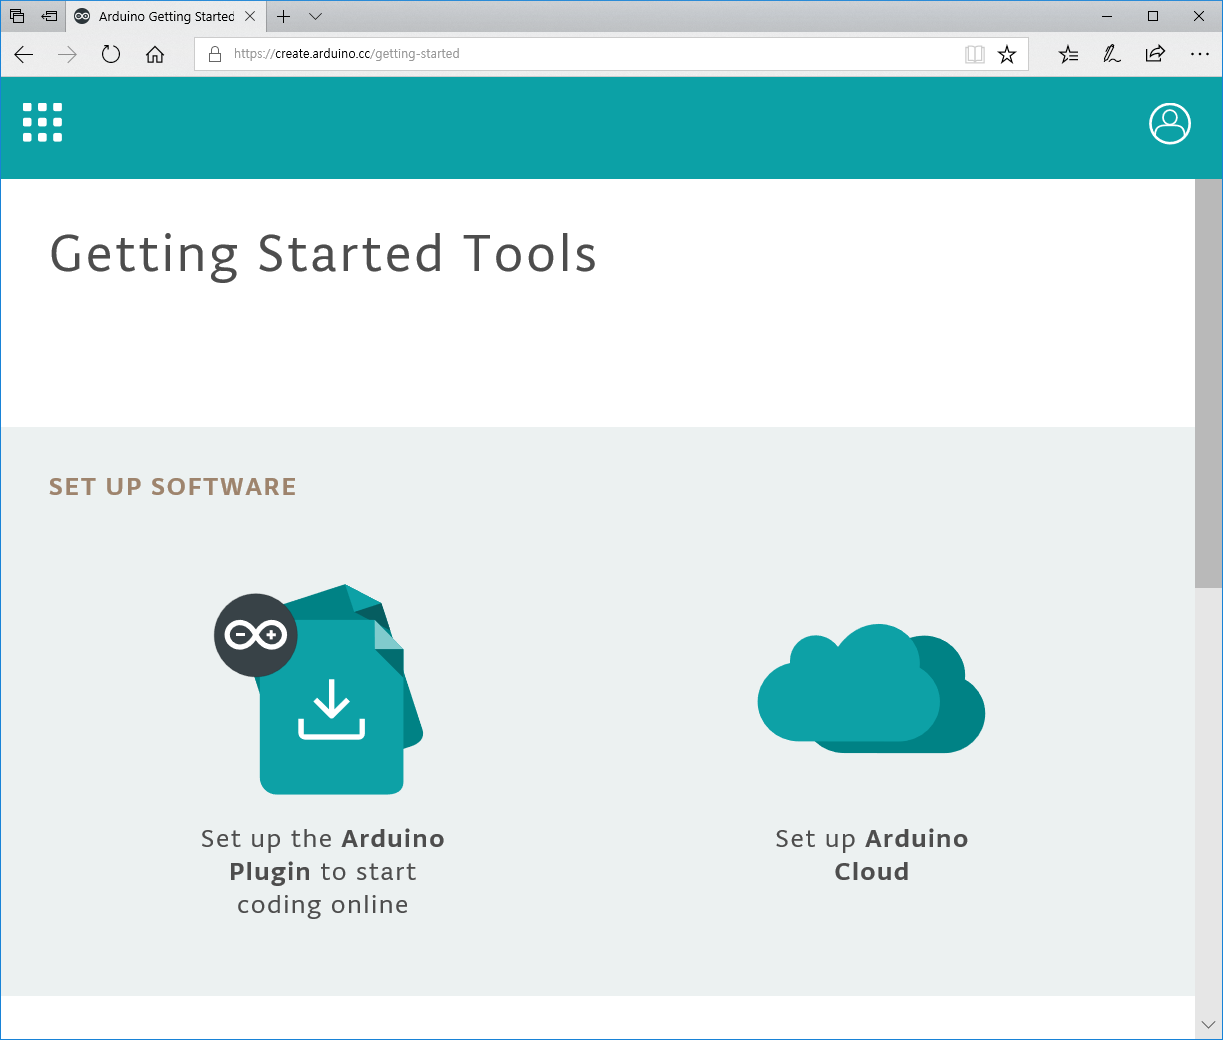 Arduino Getting Started
https://create.arduino.cc/getting-started
Getting Started Tools
SET UP SOFTWARE
Set up the Arduino
Plugin to start
coding online
Set up Arduino
Cloud